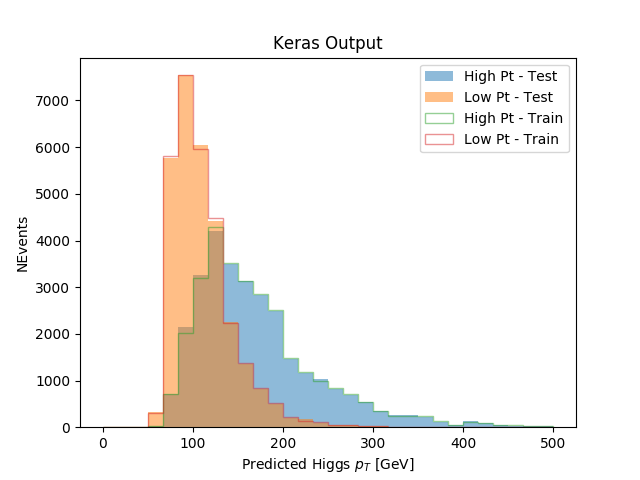 Keras Output
High Pt - Test
Low Pt - Test
High Pt - Train
Low Pt - Train
NEvents
7000
6000
5000
4000
3000
2000
1000
0
0 100 200 300 400 500
Predicted Higgs $p_T$ [GeV]